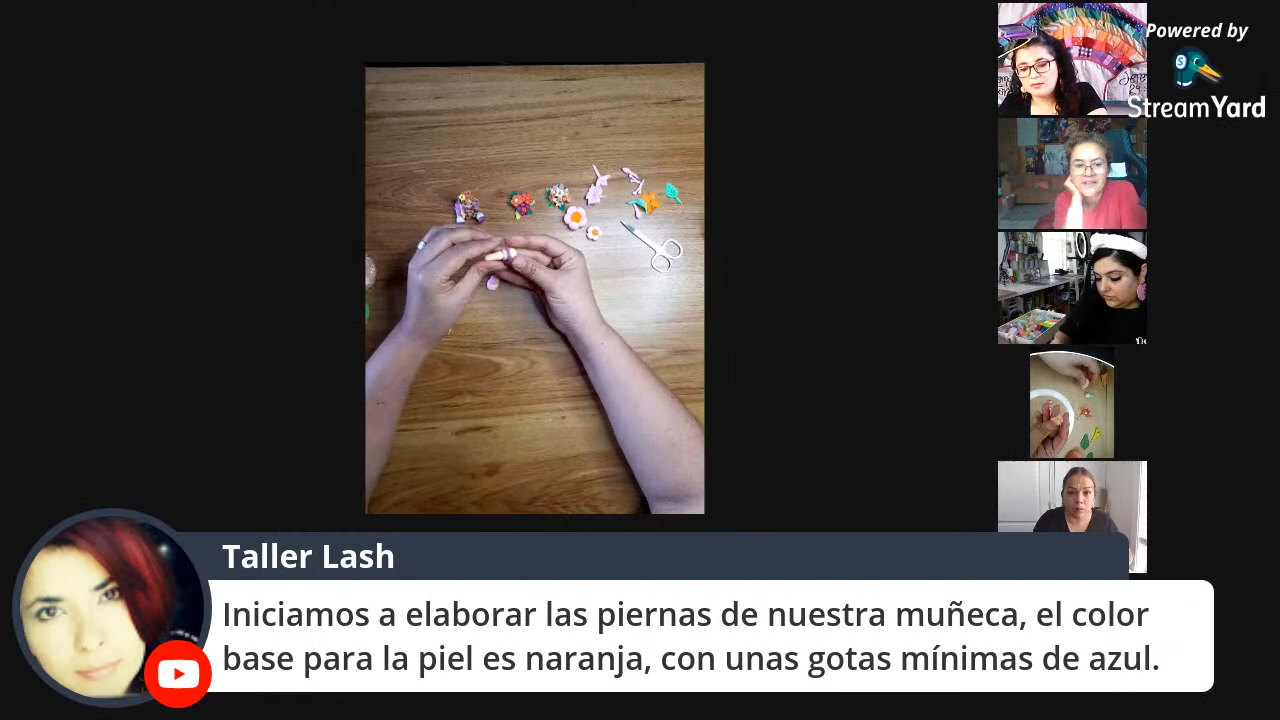 Powered by
StreamYard
Taller Lash
Iniciamos a elaborar las piernas de nuestra muñeca, el color
base para la piel es naranja, con unas gotas mínimas de azul.